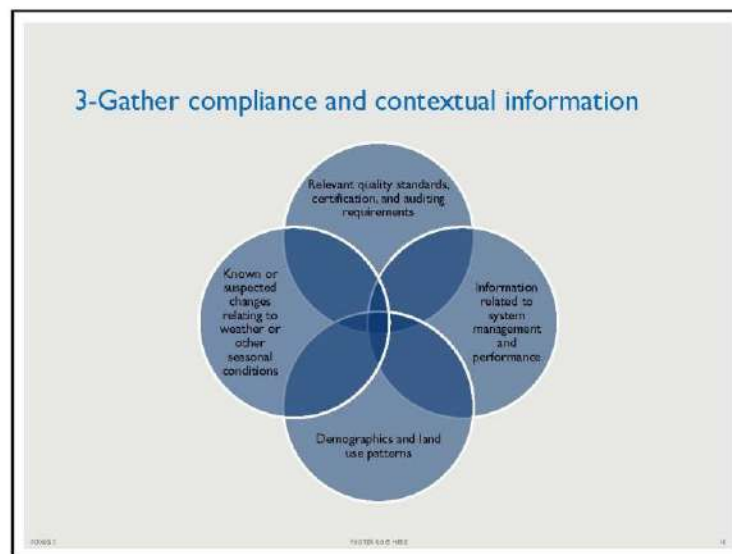 3-Gather compliance and contextual information
Relevant quality standards,
certification, and auditing
requirements
Known or
suspected
changes
relating to
weather or
other
seasonal
conditions
Information
related to
system
management
and
performance
Demographics and land
use patterns